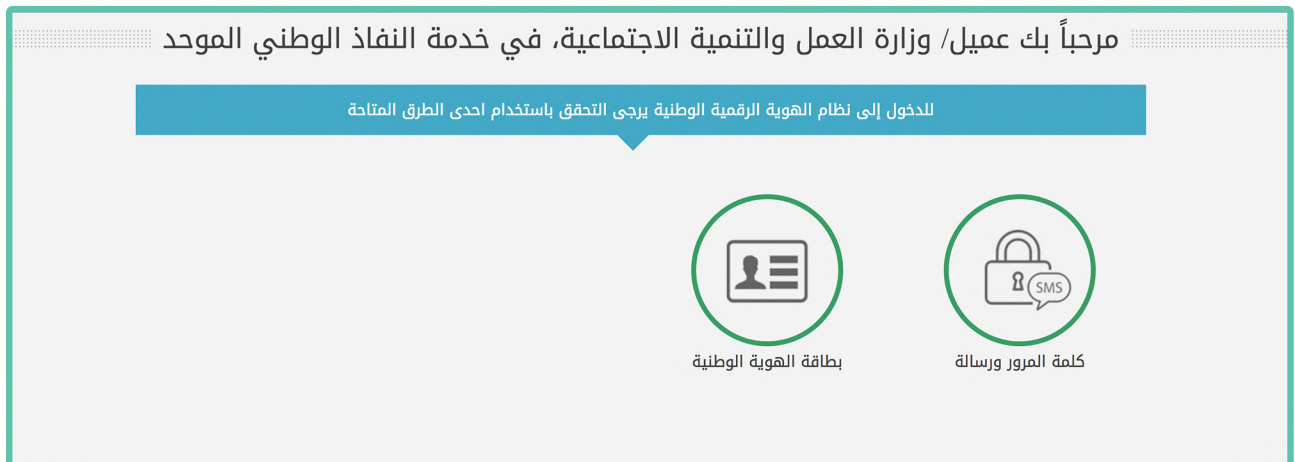 مرحباً بك عميل/ وزارة العمل والتنمية الاجتماعية، في خدمة النفاذ الوطني الموحد
للدخول إلى نظام الهوية الرقمية الوطنية يرجى التحقق باستخدام احدى الطرق المتاحة
SMS
كلمة المرور ورسالة
بطاقة الهوية الوطنية